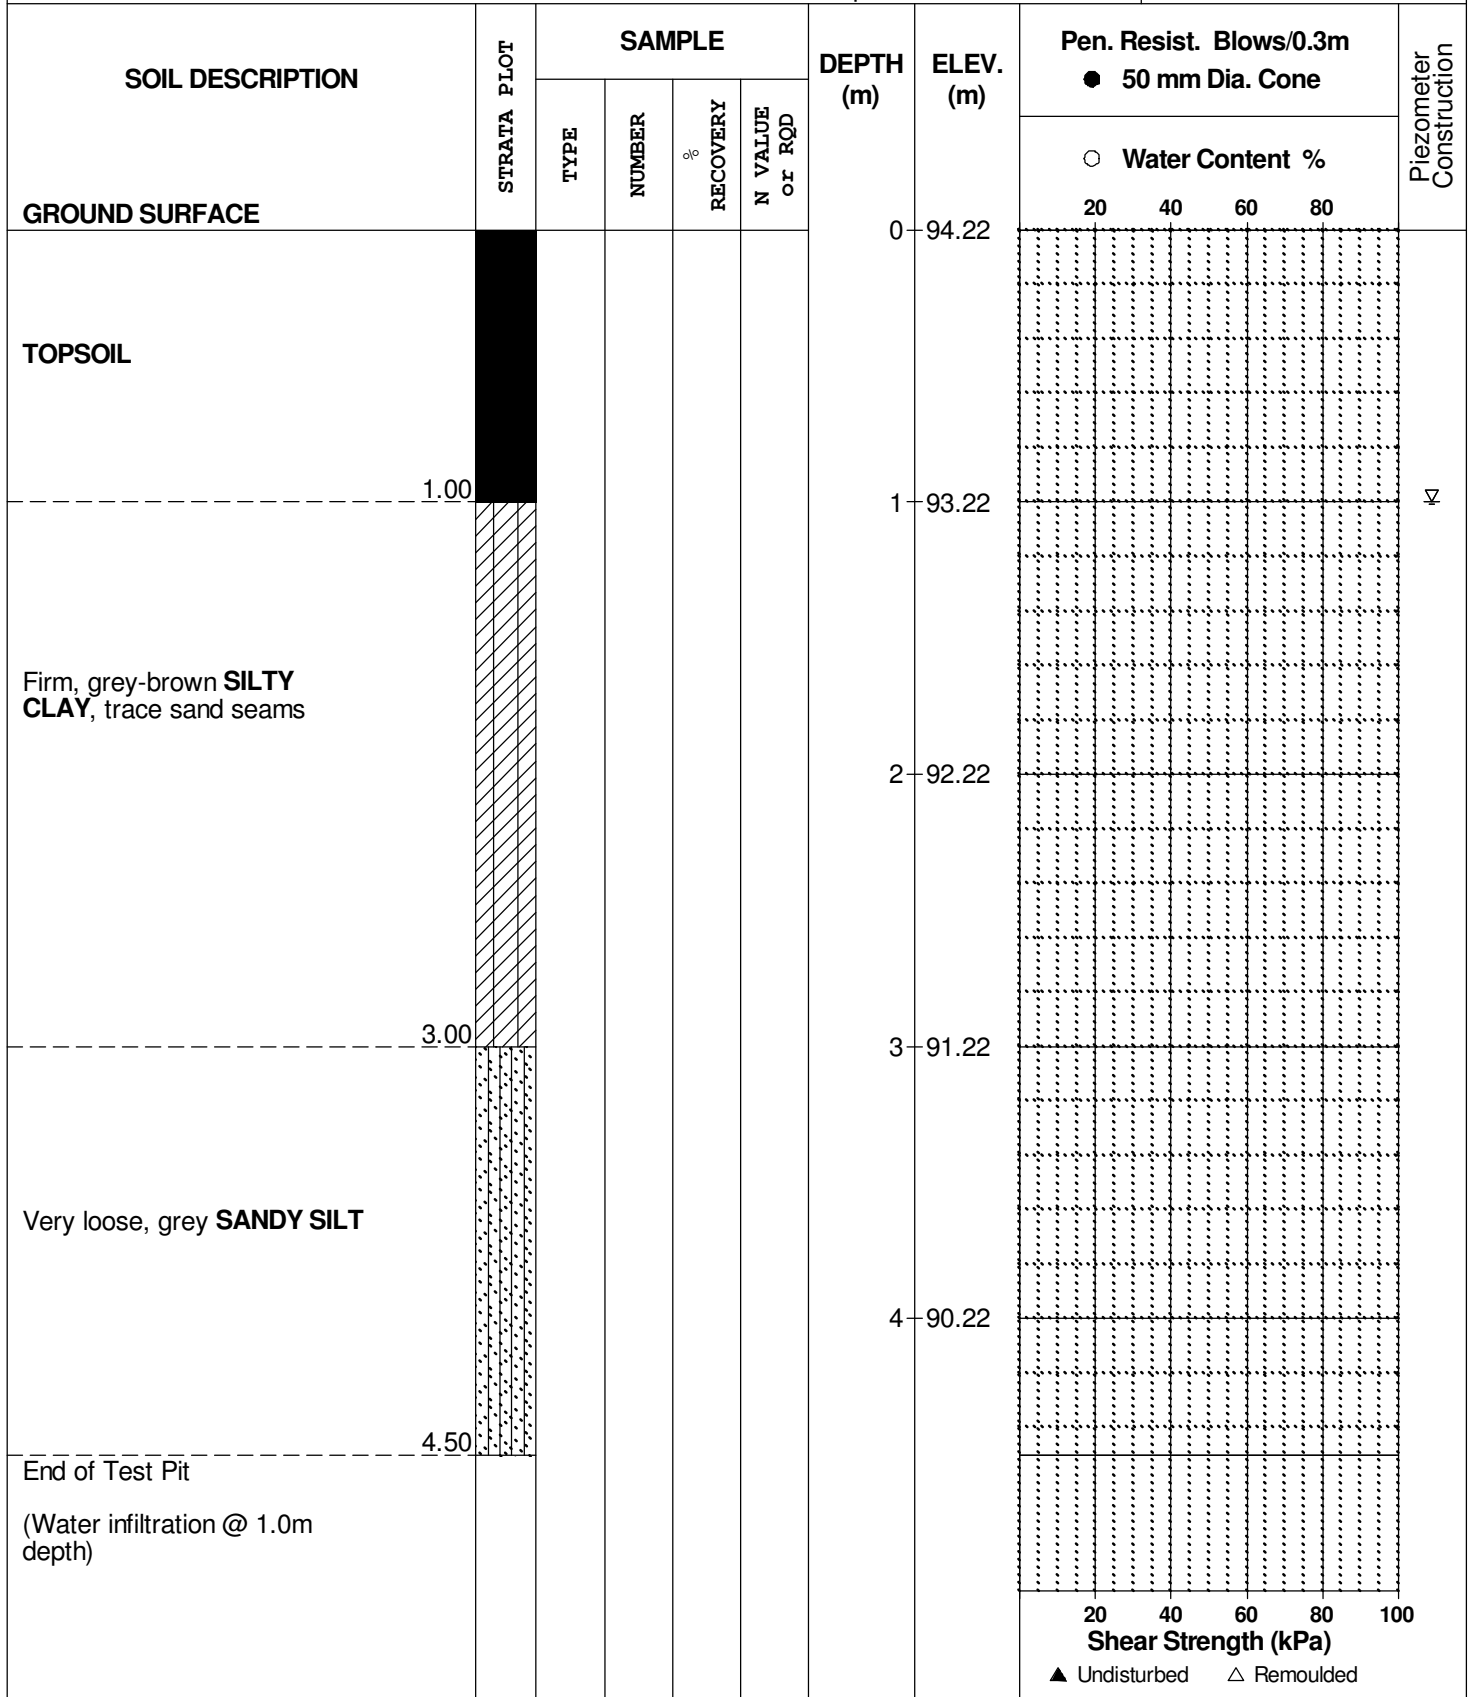 SOIL DESCRIPTION
GROUND SURFACE
STRATA PLOT
SAMPLE
TYPE
NUMBER
%
RECOVERY
N VALUE
or RQD
DEPTH
(m)
ELEV.
(m)
Pen. Resist. Blows/0.3m
● 50 mm Dia. Cone
○ Water Content %
20 40 60 80
Piezometer
Construction
0 94.22
TOPSOIL
1.00
1 93.22
Firm, grey-brown SILTY
CLAY, trace sand seams
2 92.22
3.00
3 91.22
Very loose, grey SANDY SILT
4 90.22
4.50
End of Test Pit
(Water infiltration @ 1.0m
depth)
20 40 60 80 100
Shear Strength (kPa)
▲ Undisturbed △ Remoulded